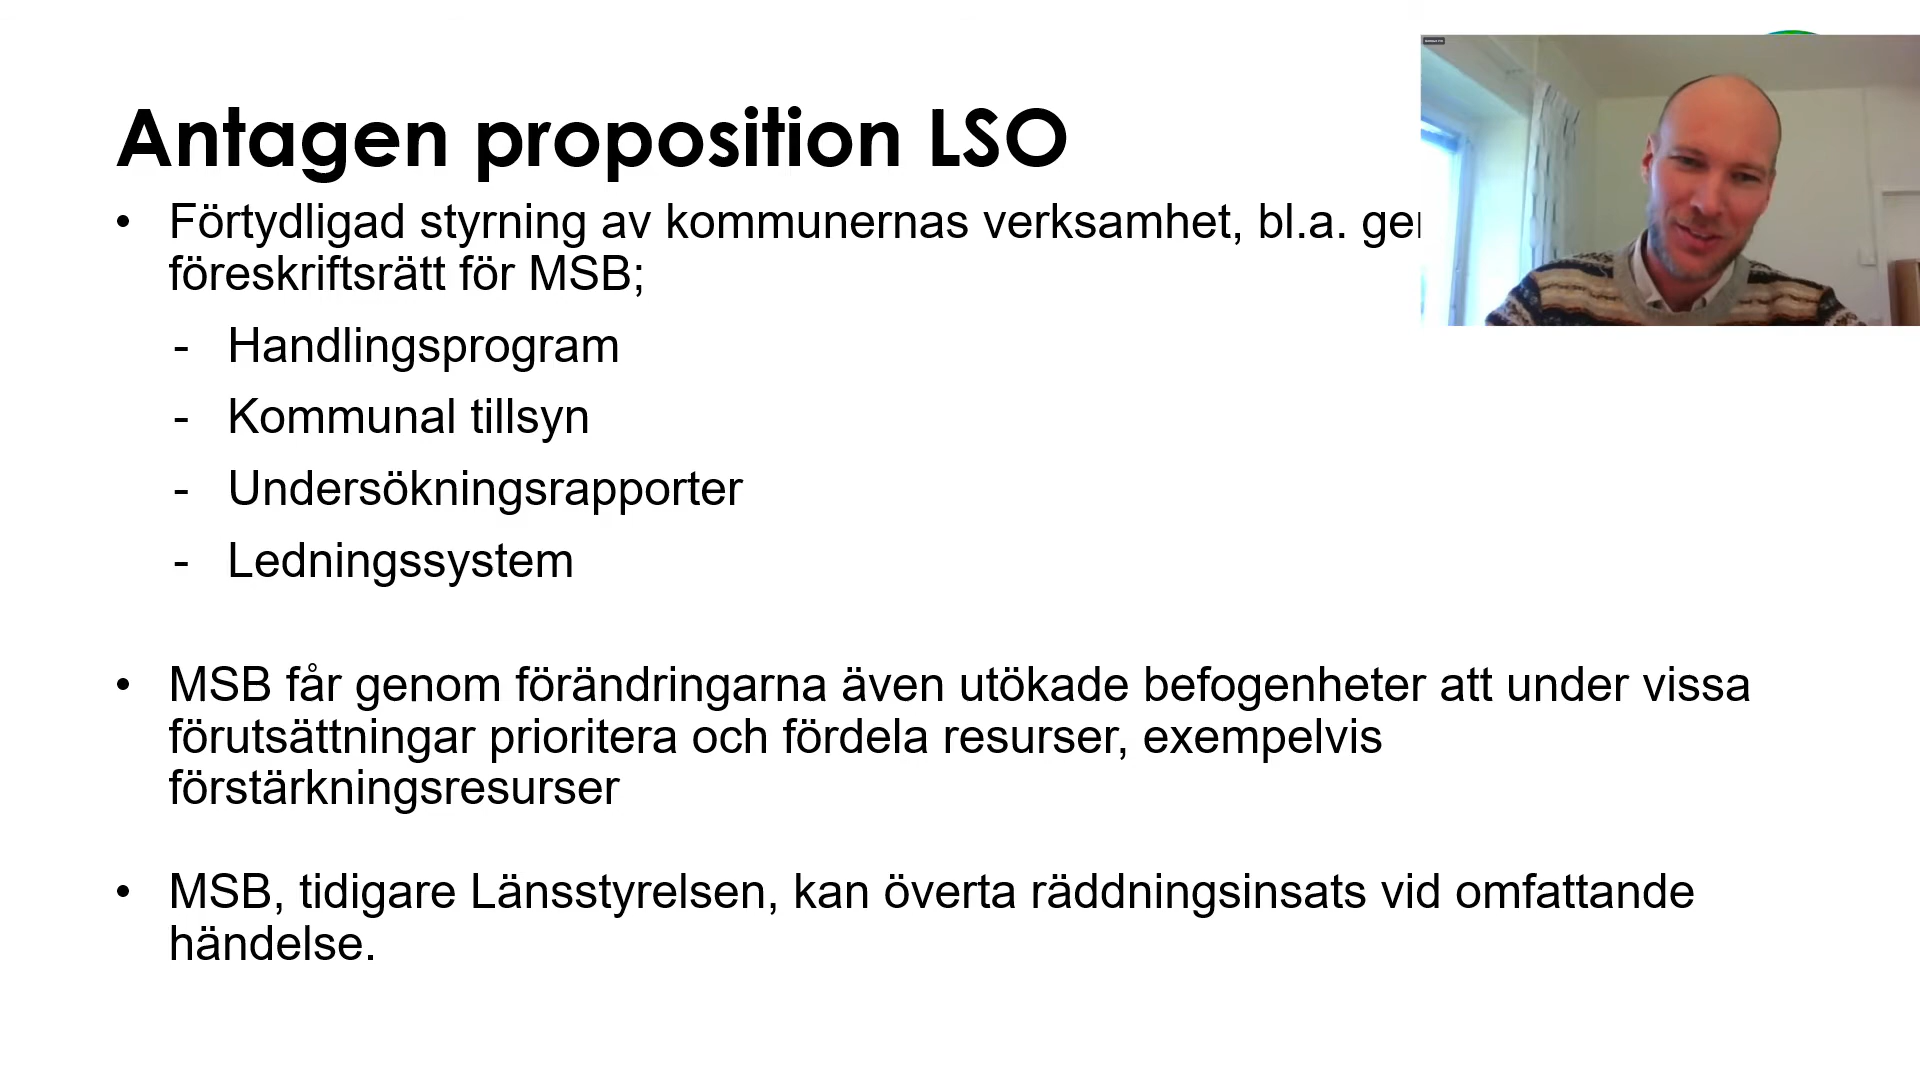 Antagen proposition LSO
• Förtydligad styrning av kommunernas verksamhet, bl.a.
föreskriftsrätt för MSB;
- Handlingsprogram
- Kommunal tillsyn
- Undersökningsrapporter
- Ledningssystem
• MSB får genom förändringarna även utökade befogenheter att under vissa
förutsättningar prioritera och fördela resurser, exempelvis
förstärkningsresurser
• MSB, tidigare Länsstyrelsen, kan överta räddningsinsats vid omfattande
händelse.